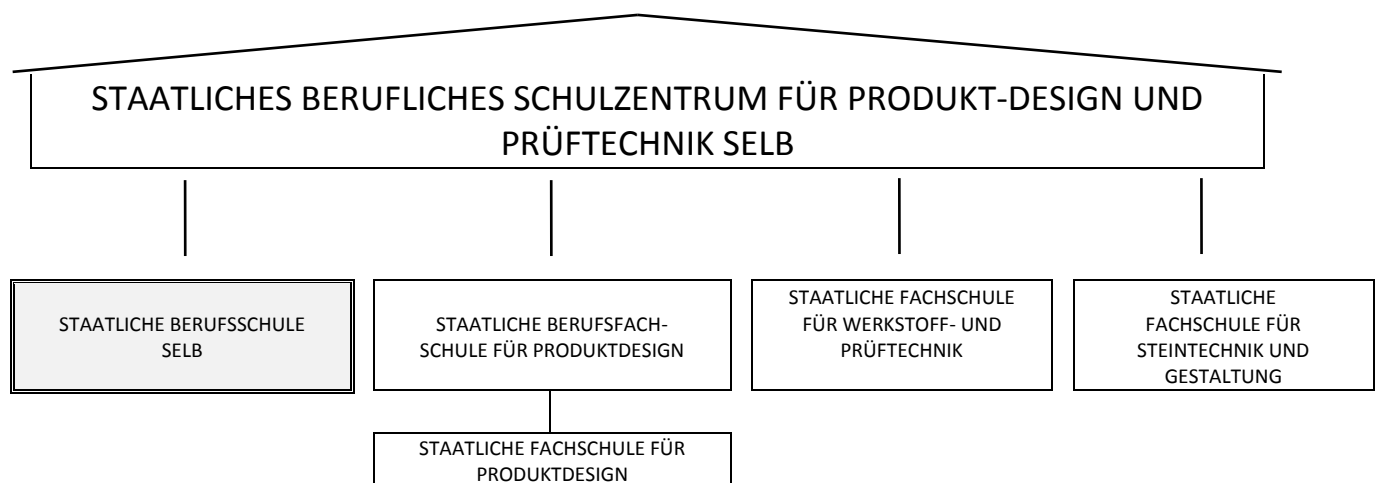 STAATLICHES BERUFLICHES SCHULZENTRUM FÜR PRODUKT-DESIGN UND
PRÜFTECHNIK SELB
STAATLICHE BERUFSSCHULE
SELB
STAATLICHE BERUFSFACH-
SCHULE FÜR PRODUKTDESIGN
STAATLICHE FACHSCHULE
FÜR WERKSTOFF- UND
PRÜFTECHNIK
STAATLICHE
FACHSCHULE FÜR
STEINTECHNIK UND
GESTALTUNG
STAATLICHE FACHSCHULE FÜR
PRODUKTDESIGN